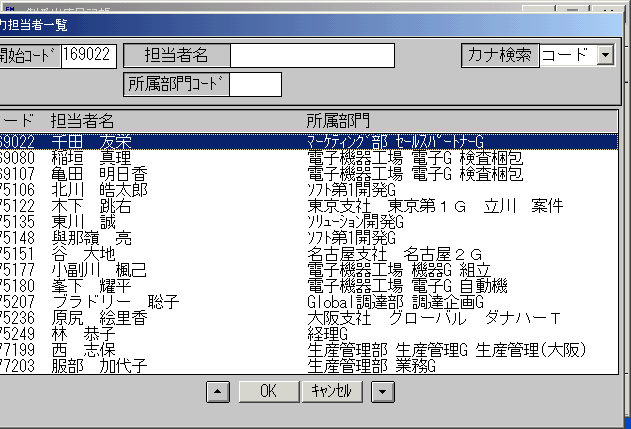 力担当者一覧
開始ｺｰﾄﾞ 169022 担当者名 カナ検索 コード
所属部門ｺｰﾄﾞ
ード 担当者名 所属部門
69022 千田　友栄 ﾏｰｹﾃｨﾝｸﾞ部 ｾｰﾙｽﾊﾟｰﾄﾅｰG
69080 稲垣　真理 電子機器工場 電子G 検査梱包
69107 亀田　明日香 電子機器工場 電子G 検査梱包
75106 北川　皓太郎 ｿﾌﾄ第1開発G
75122 木下　跳右 東京支社　東京第１Ｇ　立川　案件
75135 東川　誠 ｿﾘｭｰｼｮﾝ開発G
75148 與那嶺　亮 ｿﾌﾄ第1開発G
75151 谷　大地 名古屋支社　名古屋２Ｇ
75177 小副川　楓己 電子機器工場 機器G 組立
75180 峯下　耀平 電子機器工場 電子G 自動機
75207 ブラドリー　聡子 Global調達部 調達企画G
75236 原尻　絵里香 大阪支社　グローバル　ダナハーＴ
75249 林　恭子 経理G
77199 西　志保 生産管理部 生産管理G 生産管理(大阪)
77203 服部　加代子 生産管理部 業務G
OK ｷｬﾝｾﾙ